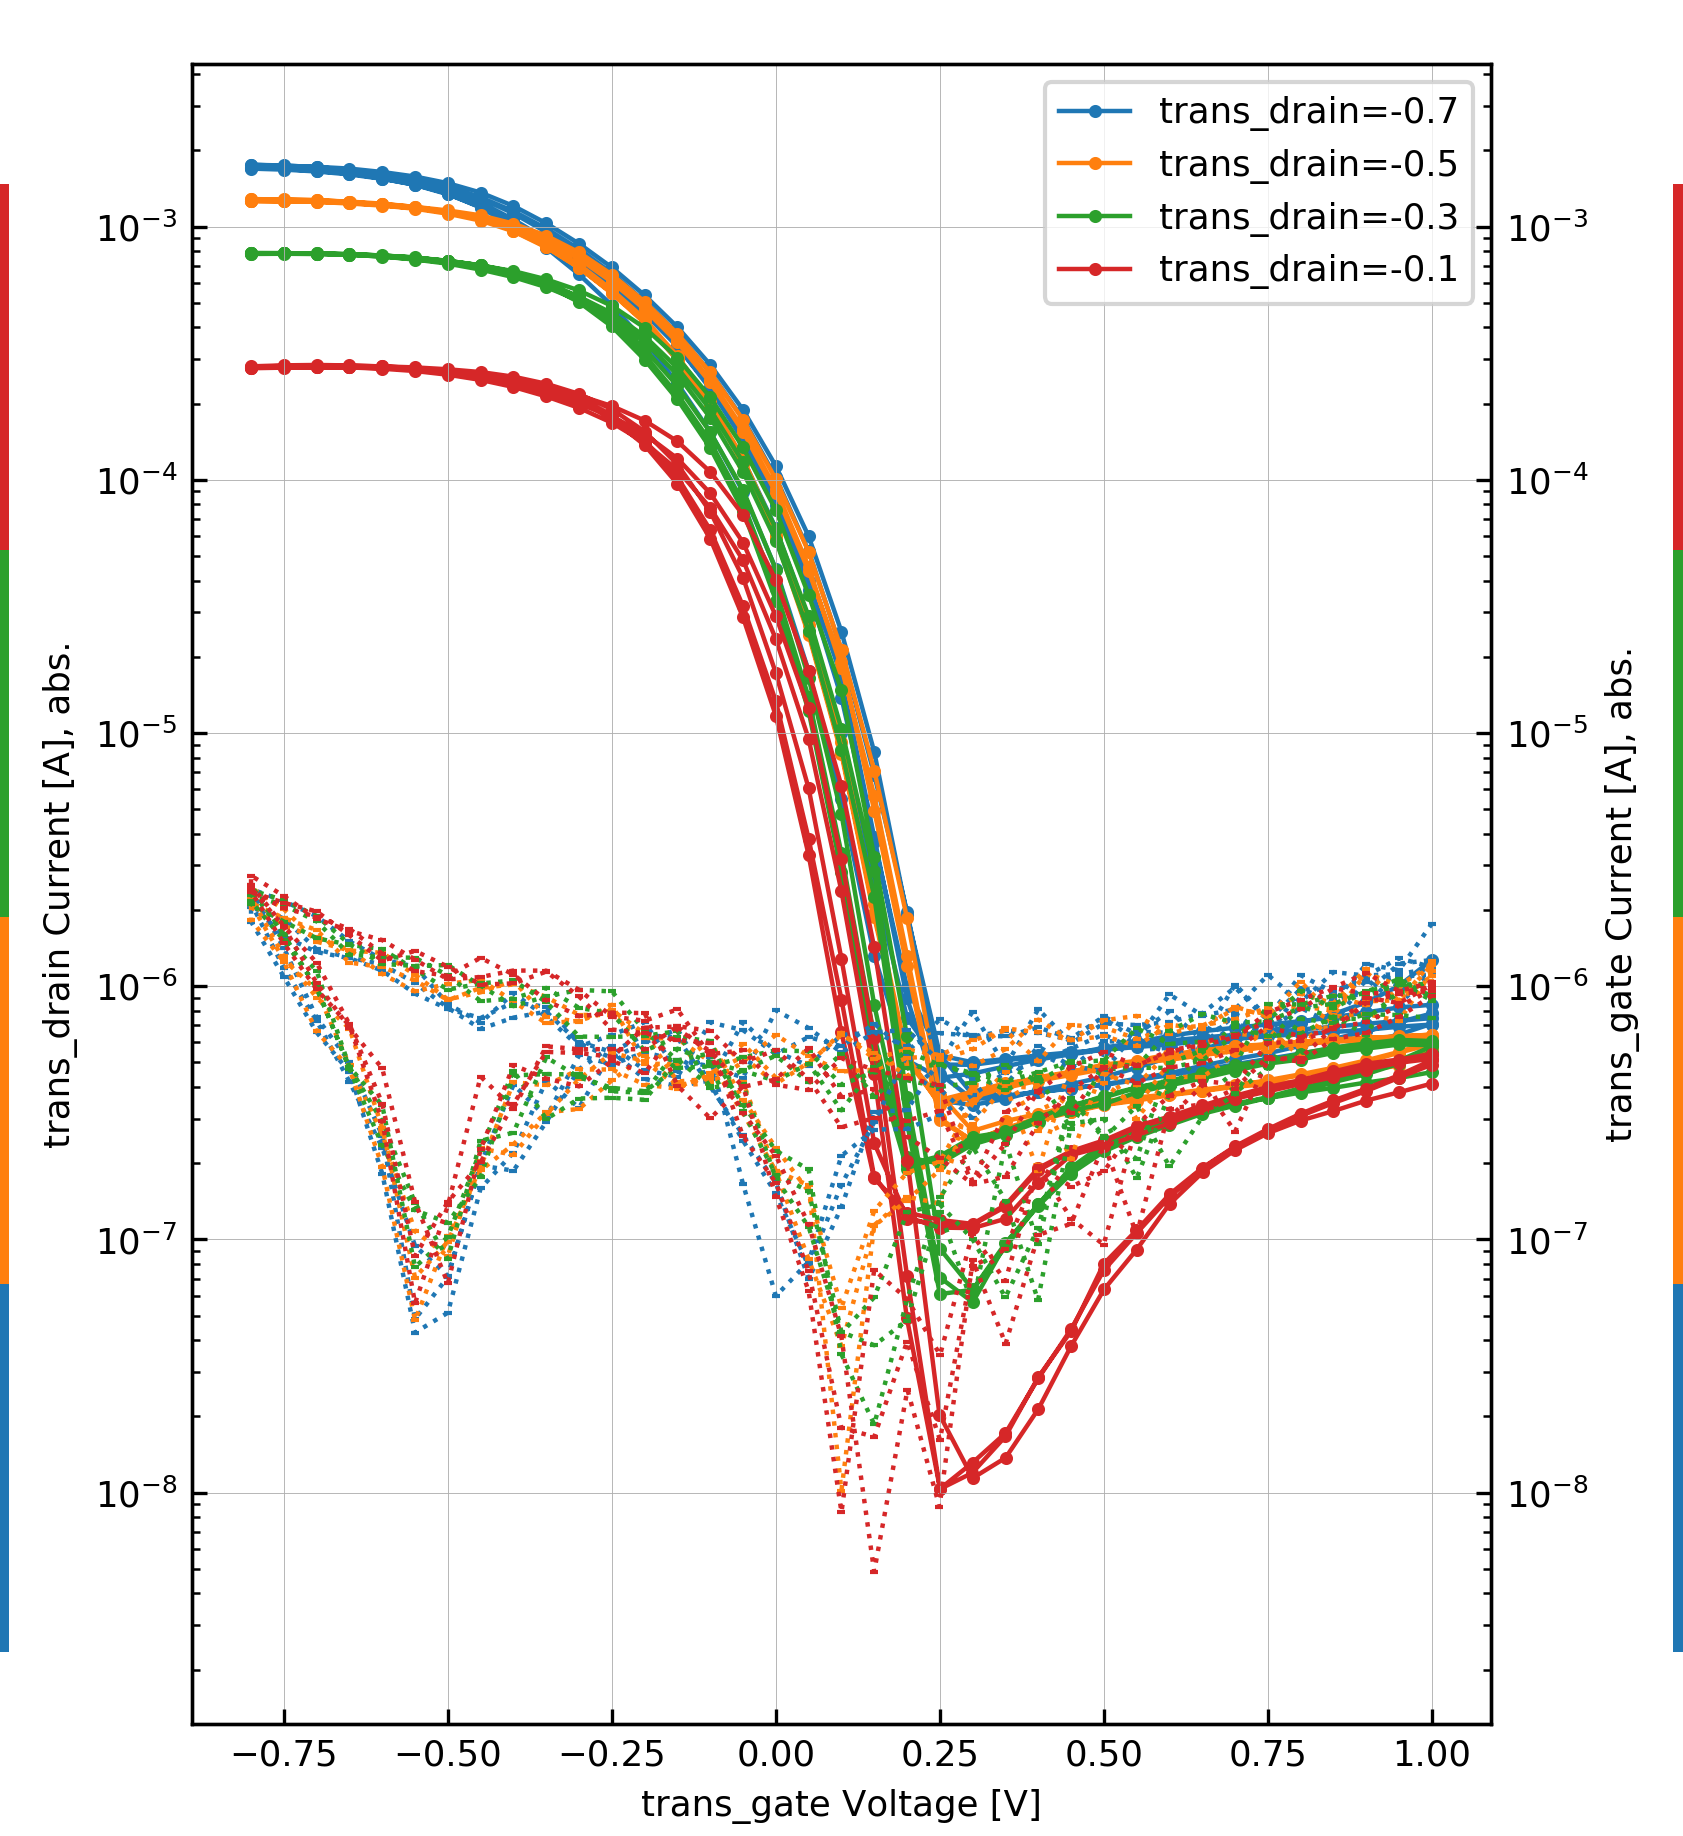 trans_drain=-0.7
trans_drain=-0.5
trans_drain=-0.3
trans_drain=-0.1
10⁻³
10⁻⁴
10⁻⁵
10⁻⁶
10⁻⁷
10⁻⁸
trans_drain Current [A], abs.
10⁻³
10⁻⁴
10⁻⁵
10⁻⁶
10⁻⁷
10⁻⁸
trans_gate Current [A], abs.
−0.75 −0.50 −0.25 0.00 0.25 0.50 0.75 1.00
trans_gate Voltage [V]